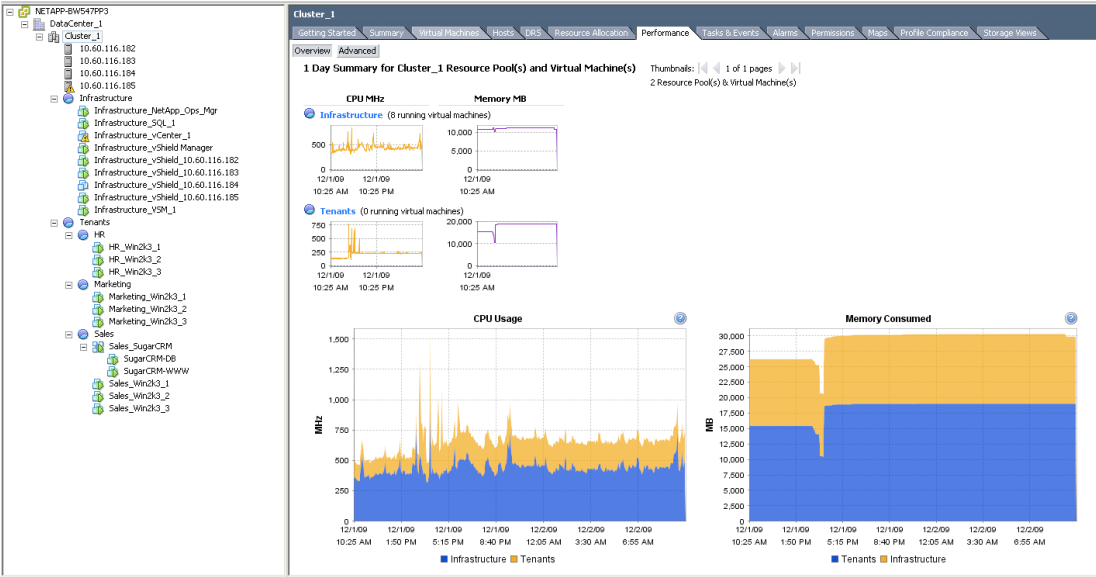 NETAPP-BW547PP3
DataCenter_1
Cluster_1
10.60.116.182
10.60.116.183
10.60.116.184
10.60.116.185
Infrastructure
Infrastructure_NetApp_Ops_Mgr
Infrastructure_SQL_1
Infrastructure_vCenter_1
Infrastructure_vShield Manager
Infrastructure_vShield_10.60.116.182
Infrastructure_vShield_10.60.116.183
Infrastructure_vShield_10.60.116.184
Infrastructure_vShield_10.60.116.185
Infrastructure_VSM_1
Tenants
HR
HR_Win2k3_1
HR_Win2k3_2
HR_Win2k3_3
Marketing
Marketing_Win2k3_1
Marketing_Win2k3_2
Marketing_Win2k3_3
Sales
Sales_SugarCRM
SugarCRM-DB
SugarCRM-WWW
Sales_Win2k3_1
Sales_Win2k3_2
Sales_Win2k3_3
Cluster_1
Getting Started Summary Virtual Machines Hosts DRS Resource Allocation Performance Tasks & Events Alarms Permissions Maps Profile Compliance Storage Views
Overview Advanced
1 Day Summary for Cluster_1 Resource Pool(s) and Virtual Machine(s) Thumbnails: 1 of 1 pages
2 Resource Pool(s) & Virtual Machine(s)
CPU MHz Memory MB
Infrastructure (8 running virtual machines)
500
0
12/1/09 12/1/09
10:25 AM 10:25 PM
10,000
5,000
0
12/1/09
10:25 AM
Tenants (0 running virtual machines)
750
500
250
0
12/1/09 12/1/09
10:25 AM 10:25 PM
20,000
10,000
0
12/1/09
10:25 AM
CPU Usage
MHz
1,500
1,250
1,000
750
500
250
0
12/1/09 12/1/09 12/1/09 12/1/09 12/2/09 12/2/09 12/2/09
10:25 AM 1:50 PM 5:15 PM 8:40 PM 12:05 AM 3:30 AM 6:55 AM
Infrastructure Tenants
Memory Consumed
MB
30,000
27,500
25,000
22,500
20,000
17,500
15,000
12,500
10,000
7,500
5,000
2,500
0
12/1/09 12/1/09 12/1/09 12/1/09 12/2/09 12/2/09 12/2/09
10:25 AM 1:50 PM 5:15 PM 8:40 PM 12:05 AM 3:30 AM 6:55 AM
Tenants Infrastructure